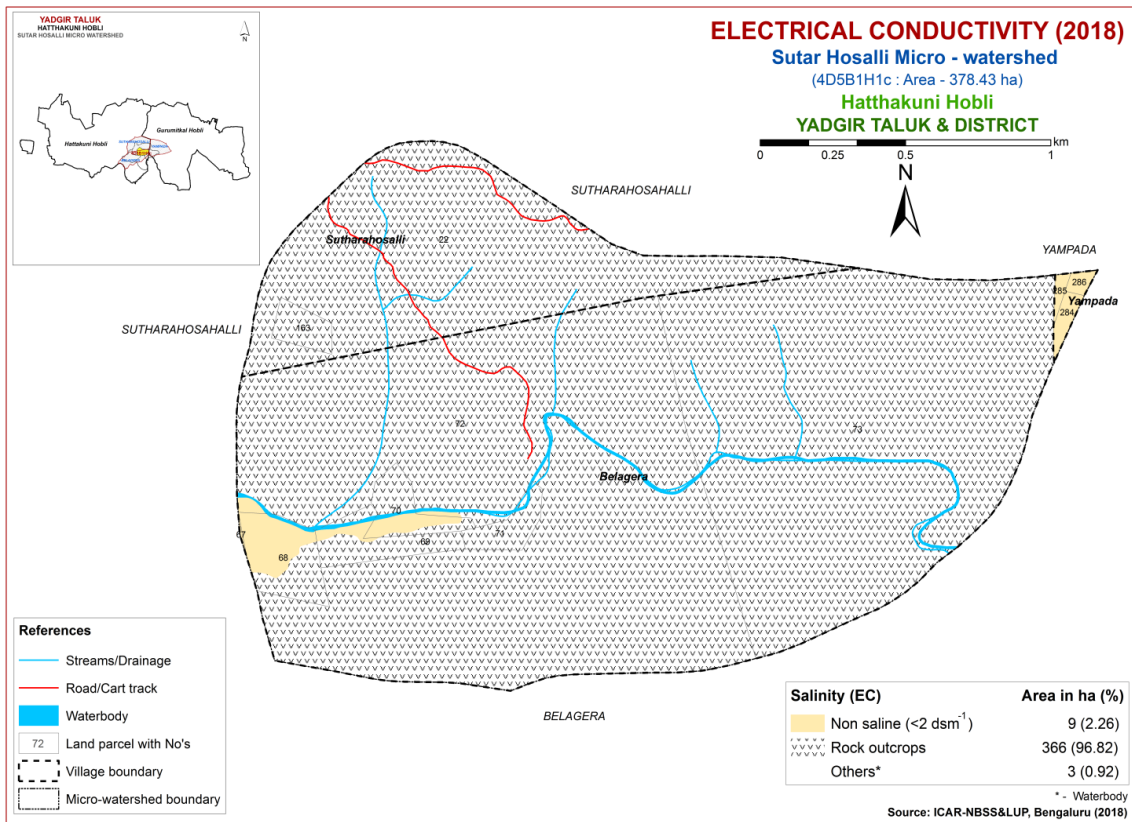 YADGIR TALUK
HATTHAKUNI HOBLI
SUTAR HOSALLI MICRO WATERSHED
N
Hattakuni Hobli
Gurumitkal Hobli
ELECTRICAL CONDUCTIVITY (2018)
Sutar Hosalli Micro - watershed
(4D5B1H1c : Area - 378.43 ha)
Hatthakuni Hobli
YADGIR TALUK & DISTRICT
km
0 0.25 0.5 1
N
SUTHARAHOSAHALLI
YAMPADA
Sutharahosalli
22
286
285
Yampada
284
SUTHARAHOSAHALLI
163
72
73
Belagera
70
67
71
69
68
BELAGERA
References
Streams/Drainage
Road/Cart track
Waterbody
72 Land parcel with No's
Village boundary
Micro-watershed boundary
Salinity (EC) Area in ha (%)
Non saline (<2 dsm-1) 9 (2.26)
Rock outcrops 366 (96.82)
Others* 3 (0.92)
* - Waterbody
Source: ICAR-NBSS&LUP, Bengaluru (2018)